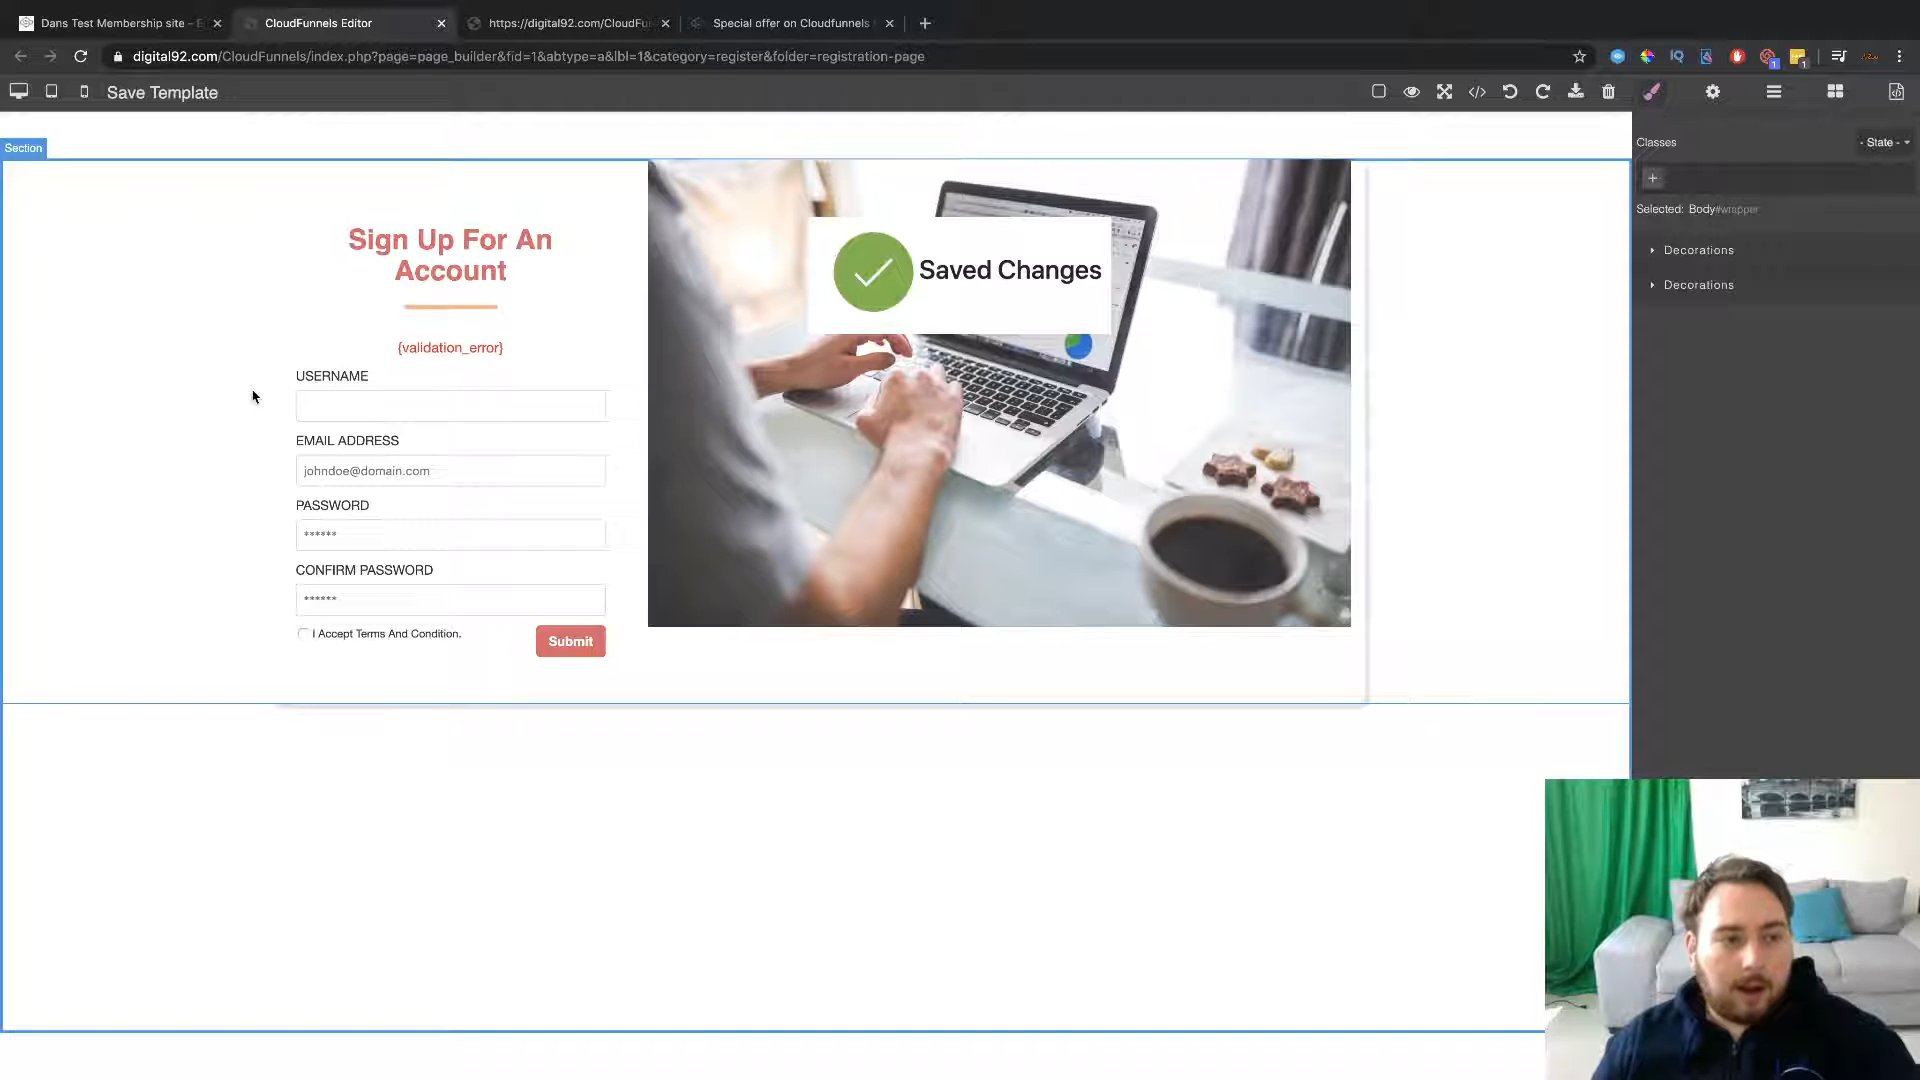 Dans Test Membership site - E
CloudFunnels Editor
https://digital92.com/CloudFu
Special offer on Cloudfunnels
digital92.com/CloudFunnels/index.php?page=page_builder&fid=1&abtype=a&lbl=1&category=register&folder=registration-page
Save Template
Classes
- State -
Section
Selected: Body#wrapper
Decorations
Decorations
Sign Up For An
Account
Saved Changes
{validation_error}
USERNAME
EMAIL ADDRESS
johndoe@domain.com
PASSWORD
******
CONFIRM PASSWORD
******
I Accept Terms And Condition.
Submit